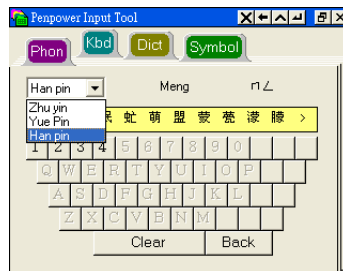 Penpower Input Tool
Phon Kbd Dict Symbol
Han pin Meng ㄇㄥ
Zhu yin
Yue Pin
Han pin
虻 萌 盟 蒙 甍 濛 朦 >
1 2 3 4 5 6 7 8 9 0
Q W E R T Y U I O P
A S D F G H J K L
Z X C V B N M
Clear Back